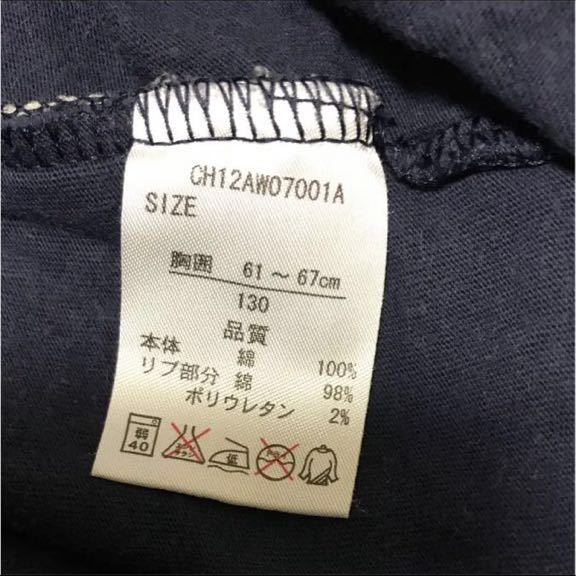 CH12AW07001A
SIZE
胸囲 61～67cm
130
品質
本体 綿 100%
リブ部分 綿 98%
ポリウレタン 2%
弱 40
低